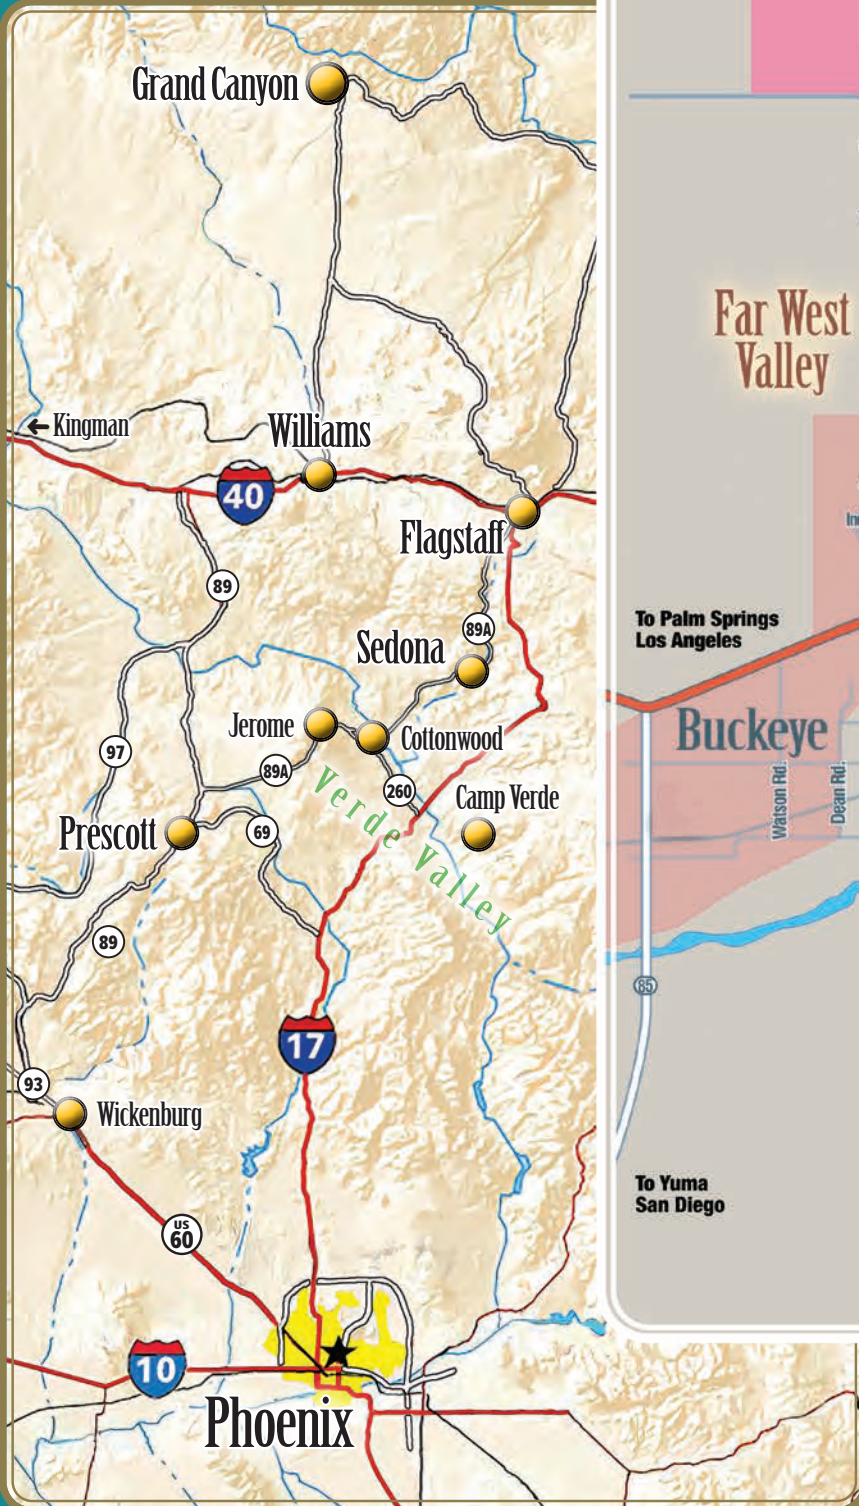 Grand Canyon
Kingman
Williams
40
Flagstaff
89
89A
Sedona
Jerome
Cottonwood
97
89A
260
Camp Verde
Verde Valley
Prescott
69
89
17
93
Wickenburg
US
60
10
Phoenix
Far West
Valley
To Palm Springs
Los Angeles
Buckeye
Watson Rd.
Dean Rd.
85
To Yuma
San Diego